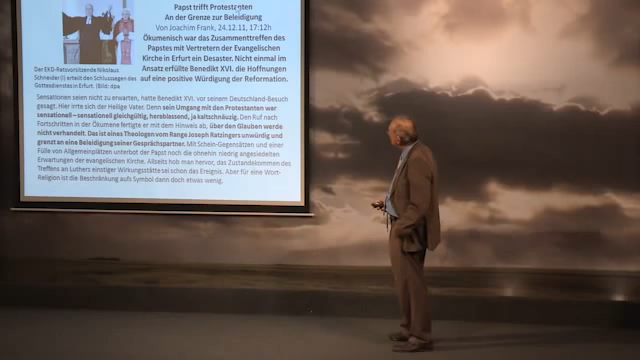 Papst trifft Protestanten
An der Grenze zur Beleidigung
Von Joachim Frank, 24.12.11, 17:12h
Ökumenisch war das Zusammentreffen des
Papstes mit Vertretern der Evangelischen
Kirche in Erfurt ein Desaster. Nicht einmal im
Ansatz erfüllte Benedikt XVI. die Hoffnungen
auf eine positive Würdigung der Reformation.
Der EKD-Ratsvorsitzende Nikolaus
Schneider (l) erteilt den Schlusssegen des
Gottesdienstes in Erfurt. (Bild: dpa
Sensationen seien nicht zu erwarten, hatte Benedikt XVI. vor seinem Deutschland-Besuch
gesagt. Hier irrte sich der Heilige Vater. Denn sein Umgang mit den Protestanten war
sensationell – sensationell gleichgültig, herablassend, ja kaltschnäuzig. Den Ruf nach
Fortschritten in der Ökumene fertigte er mit dem Hinweis ab, über den Glauben werde
nicht verhandelt. Das ist eines Theologen vom Range Joseph Ratzingers unwürdig und
grenzt an eine Beleidigung seiner Gesprächspartner. Mit Schein-Gegensätzen und einer
Fülle von Allgemeinplätzen unterbot der Papst noch die ohnehin niedrig angesiedelten
Erwartungen der evangelischen Kirche. Allseits hob man hervor, das Zustandekommen des
Treffens an Luthers einstiger Wirkungsstätte sei schon das Ereignis. Aber für eine Wort-
Religion ist die Beschränkung aufs Symbol dann doch etwas wenig.